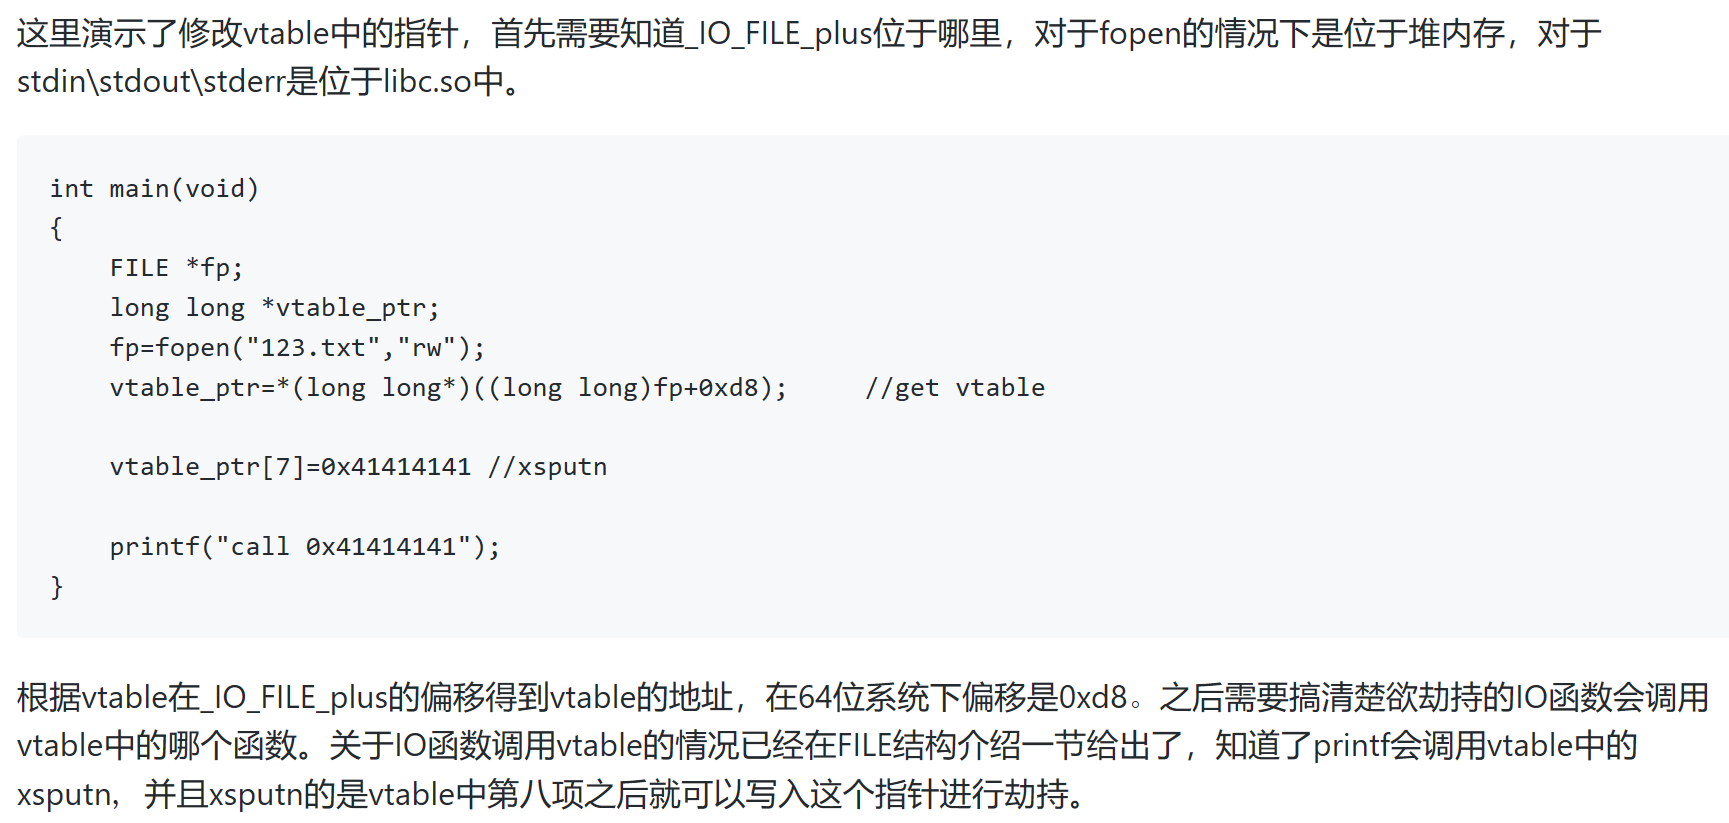 这里演示了修改vtable中的指针，首先需要知道_IO_FILE_plus位于哪里，对于fopen的情况下是位于堆内存，对于
stdin\stdout\stderr是位于libc.so中。
int main(void)
{
    FILE *fp;
    long long *vtable_ptr;
    fp=fopen("123.txt","rw");
    vtable_ptr=*(long long*)((long long)fp+0xd8);     //get vtable
    vtable_ptr[7]=0x41414141 //xsputn
    printf("call 0x41414141");
}
根据vtable在_IO_FILE_plus的偏移得到vtable的地址，在64位系统下偏移是0xd8。之后需要搞清楚欲劫持的IO函数会调用
vtable中的哪个函数。关于IO函数调用vtable的情况已经在FILE结构介绍一节给出了，知道了printf会调用vtable中的
xsputn，并且xsputn的是vtable中第八项之后就可以写入这个指针进行劫持。